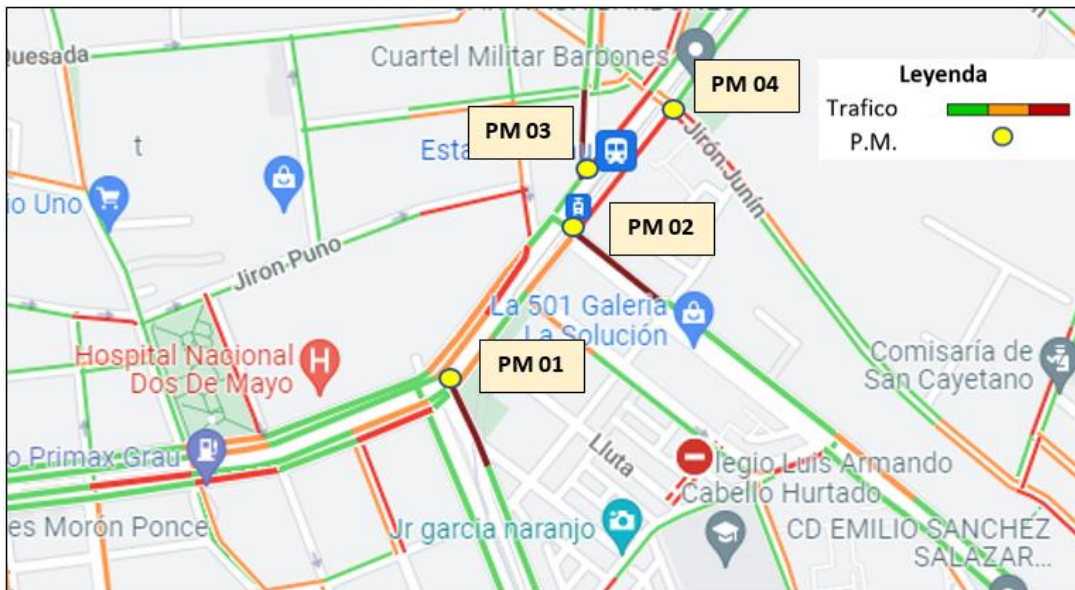 Quesada
Cuartel Militar Barbones
PM 04
Leyenda
Trafico
P.M.
PM 03
Esta
u
t
Jirón Junín
io Uno
PM 02
Jiron Puno
La 501 Galeria
La Solución
Hospital Nacional
Dos De Mayo
PM 01
Comisaría de
San Cayetano
o Primax Grau
Lluta
legio Luis Armando
Cabello Hurtado
es Morón Ponce
Jr garcia naranjo
CD EMILIO SANCHEZ
SALAZAR...